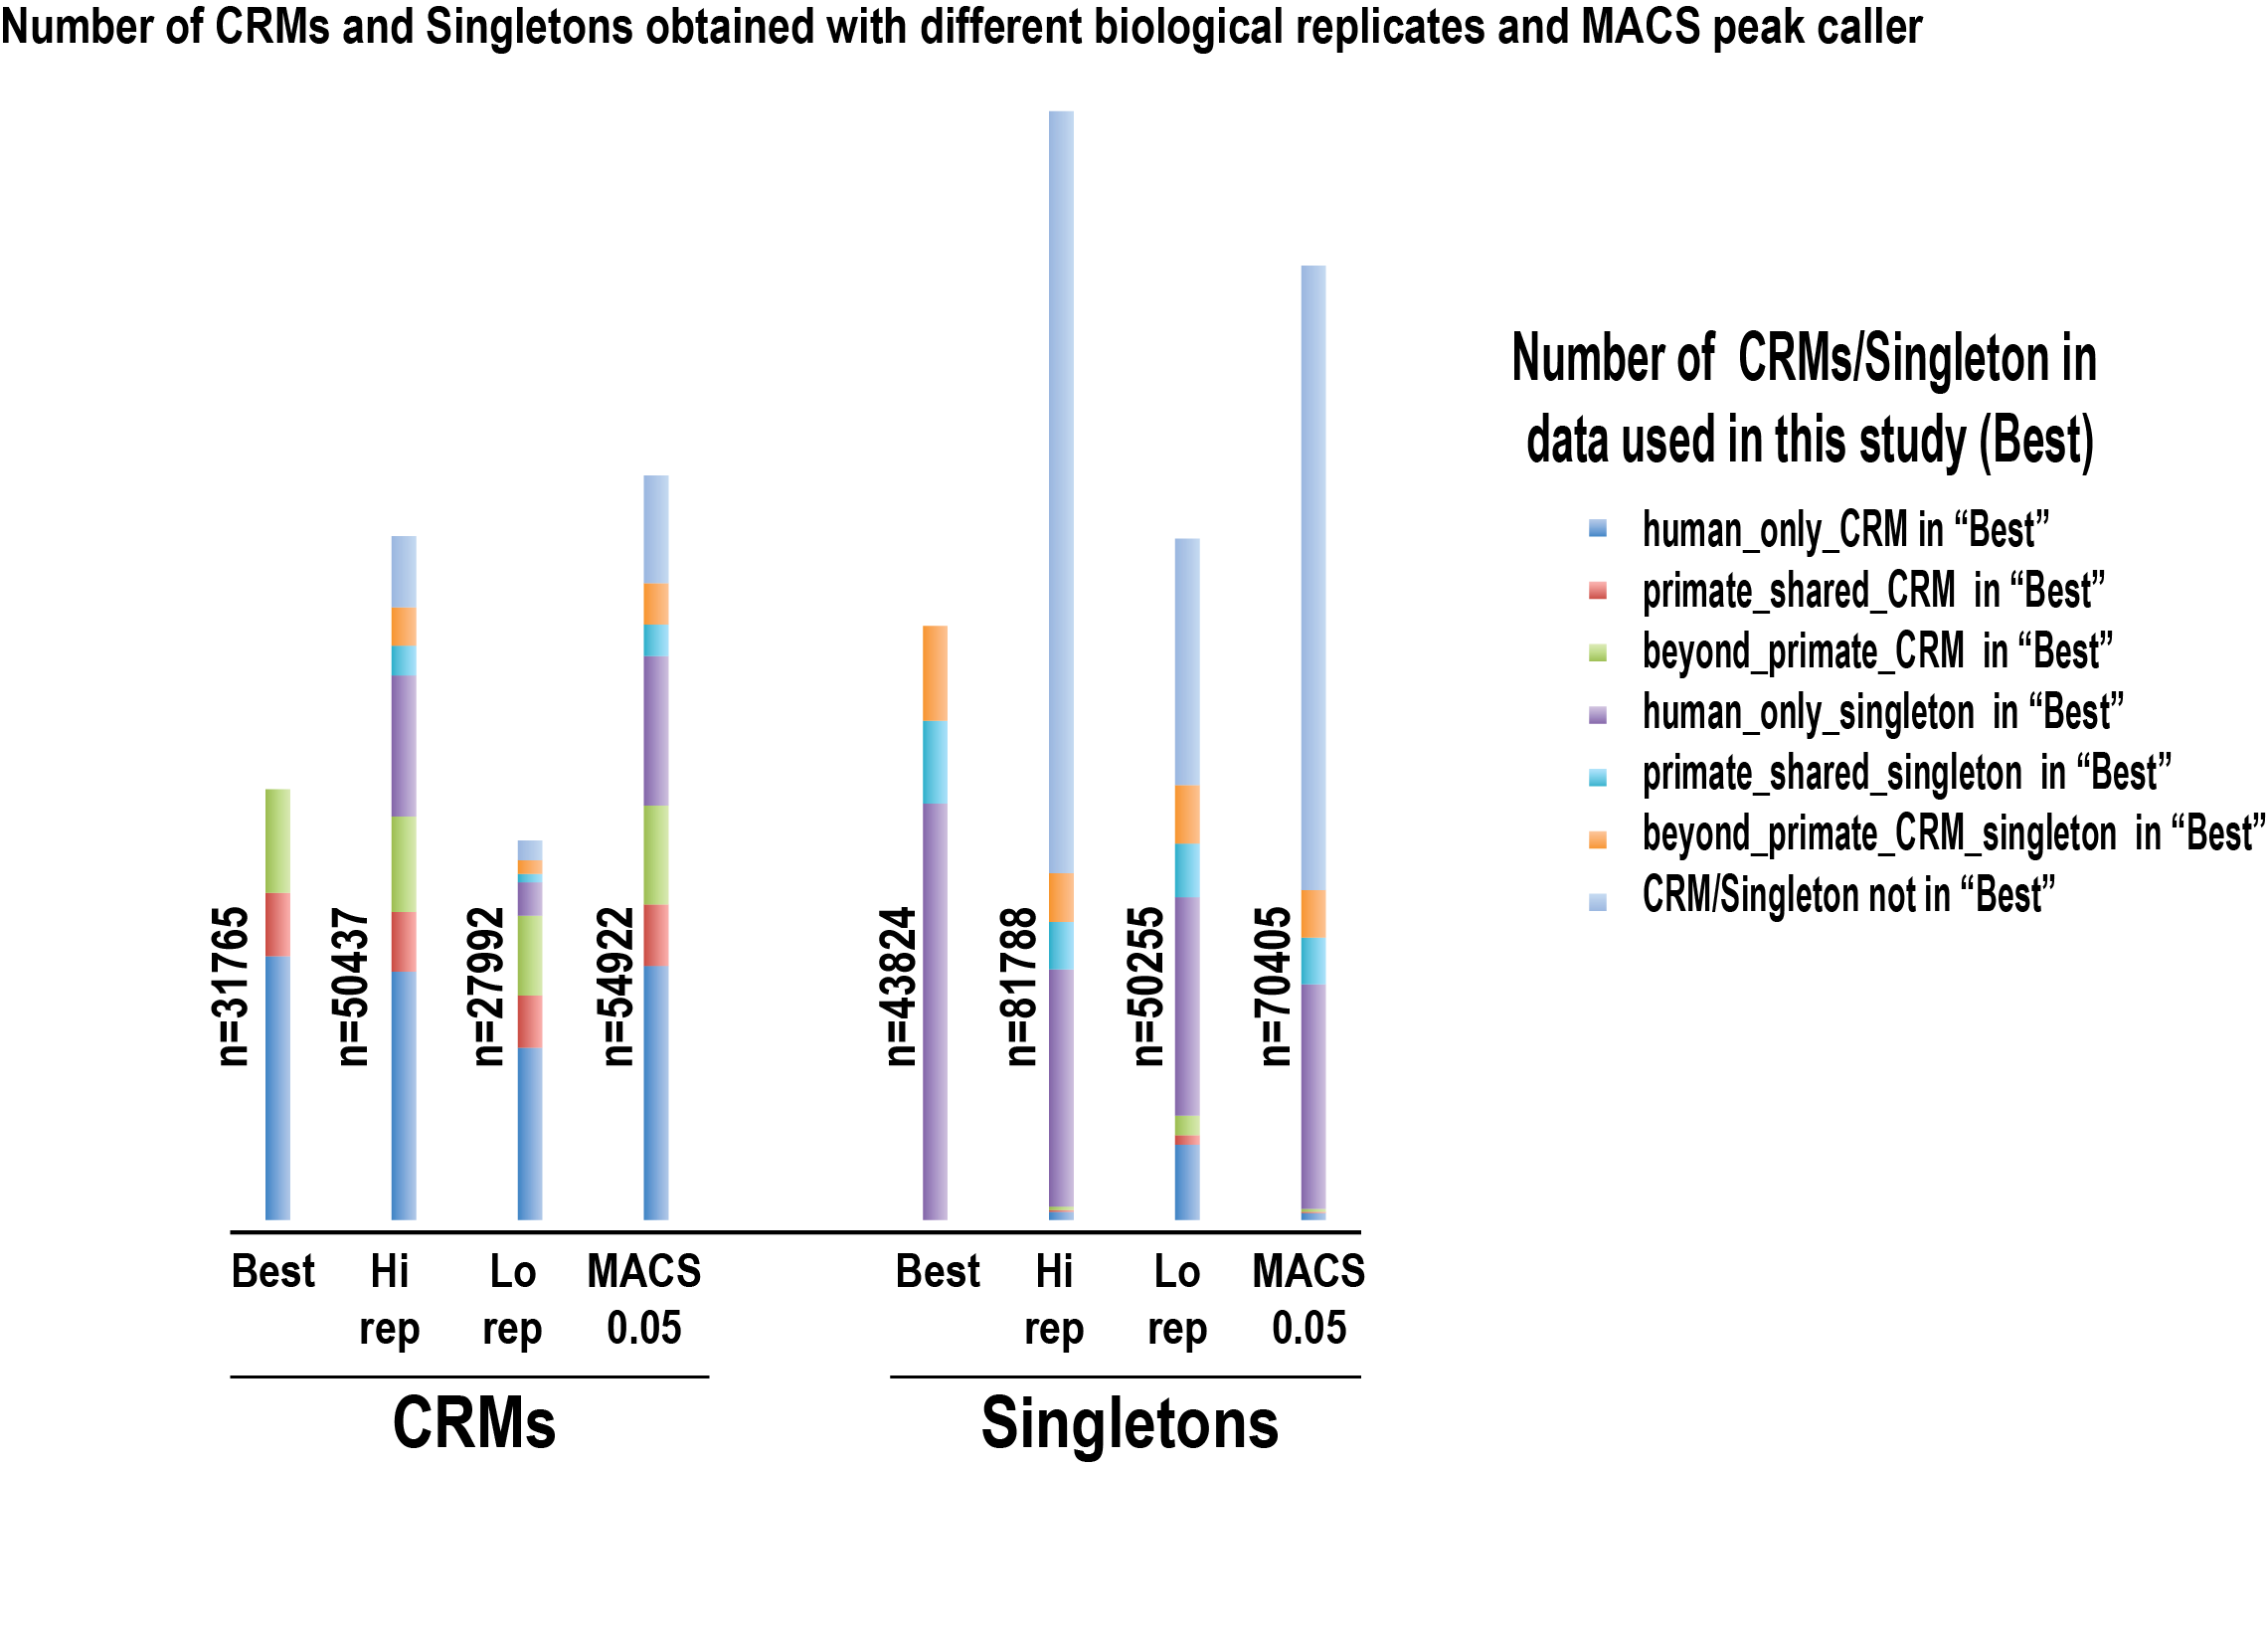 Number of CRMs and Singletons obtained with different biological replicates and MACS peak caller
Number of CRMs/Singleton in
data used in this study (Best)
human_only_CRM in “Best”
primate_shared_CRM in “Best”
beyond_primate_CRM in “Best”
human_only_singleton in “Best”
primate_shared_singleton in “Best”
beyond_primate_CRM_singleton in “Best”
CRM/Singleton not in “Best”
n=31765
n=50437
n=27992
n=54922
n=43824
n=81788
n=50255
n=70405
Best Hi Lo MACS Best Hi Lo MACS
rep rep 0.05 rep rep 0.05
CRMs Singletons